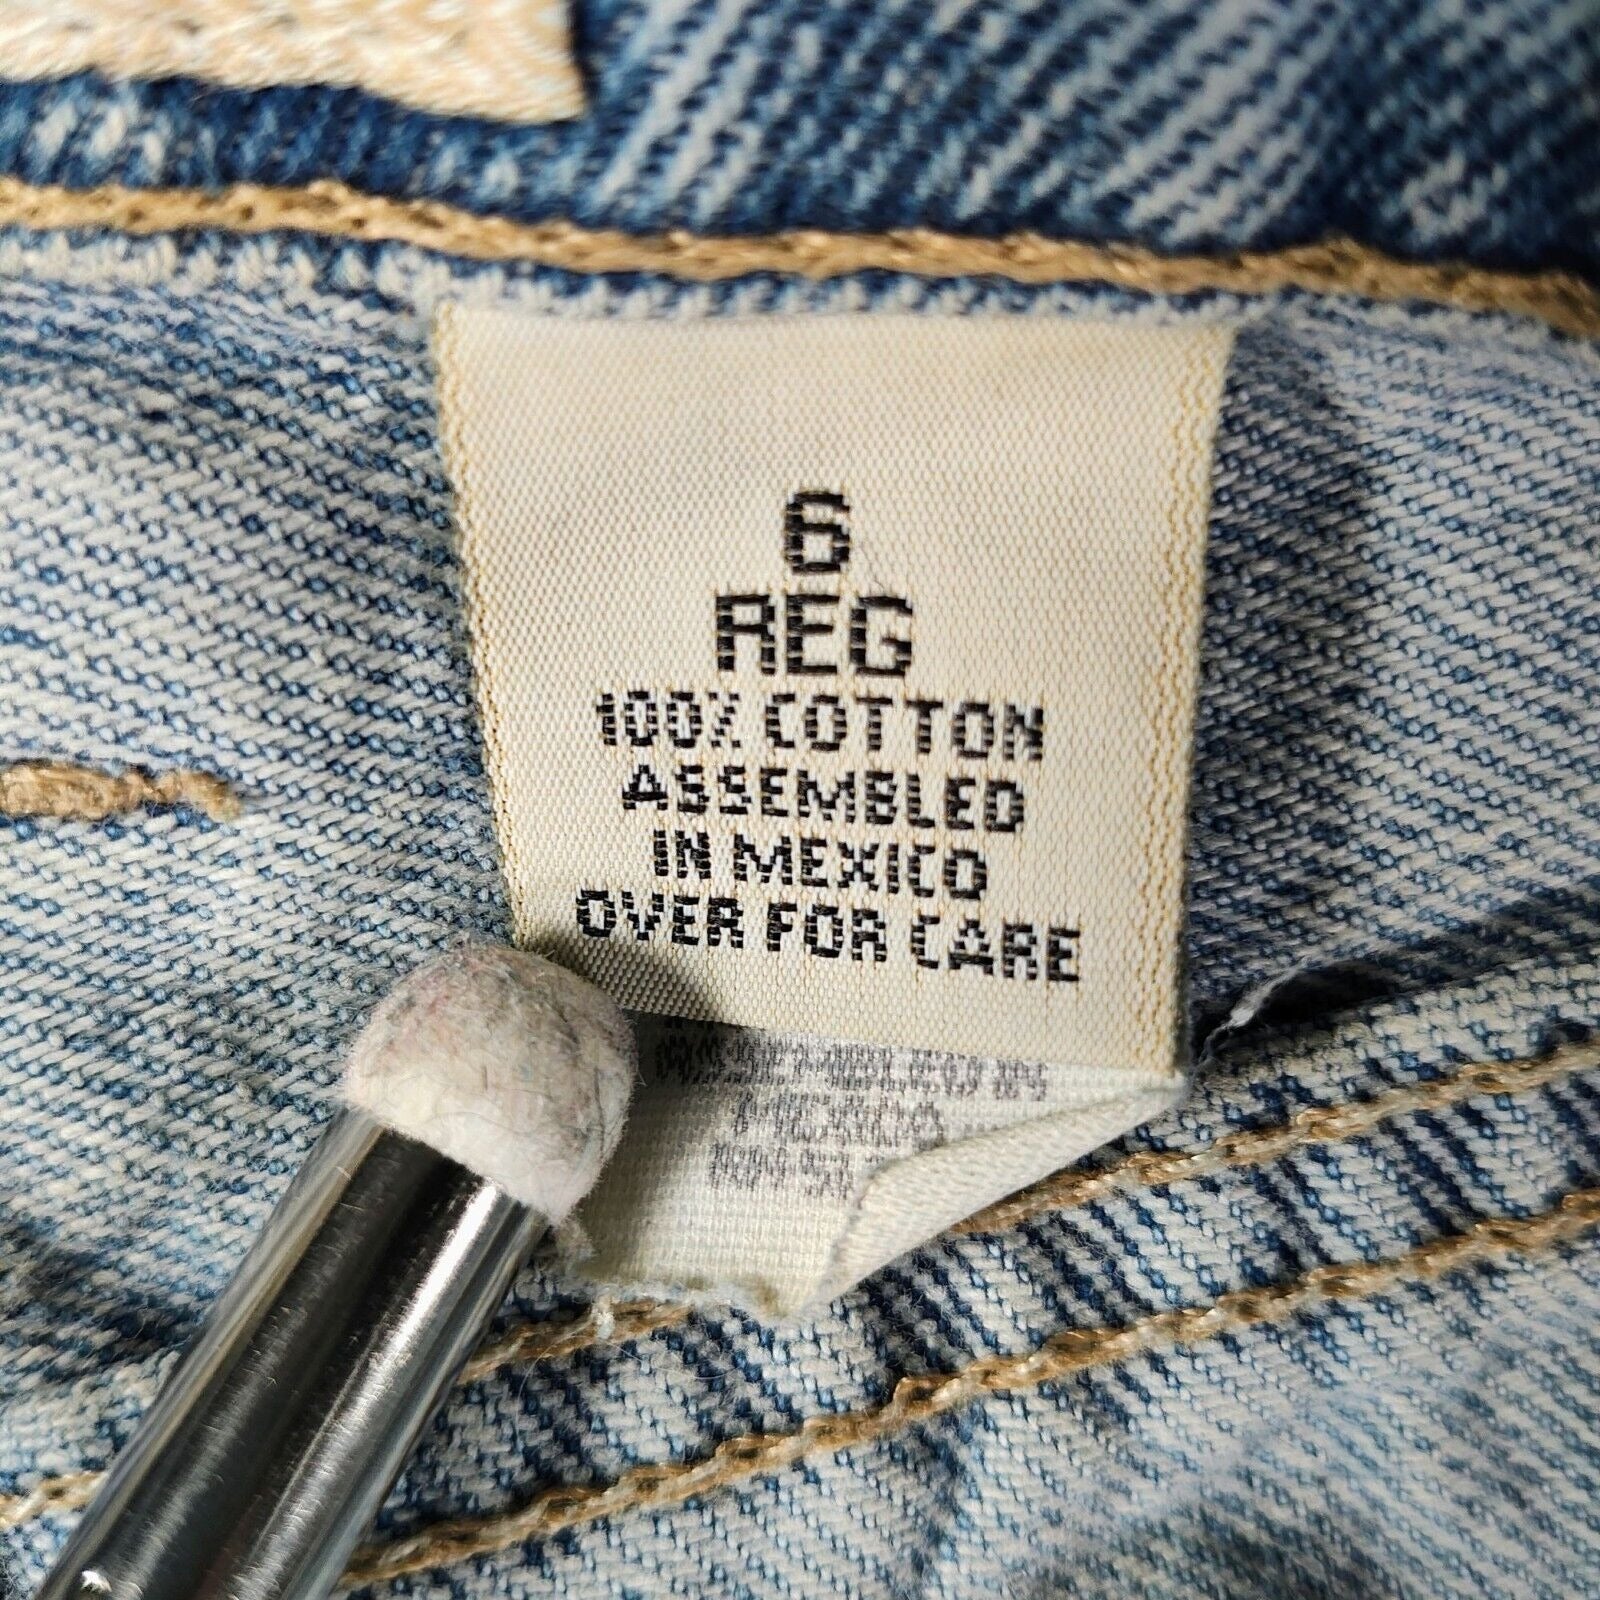 6
REG
100% COTTON
ASSEMBLED
IN MEXICO
OVER FOR CARE